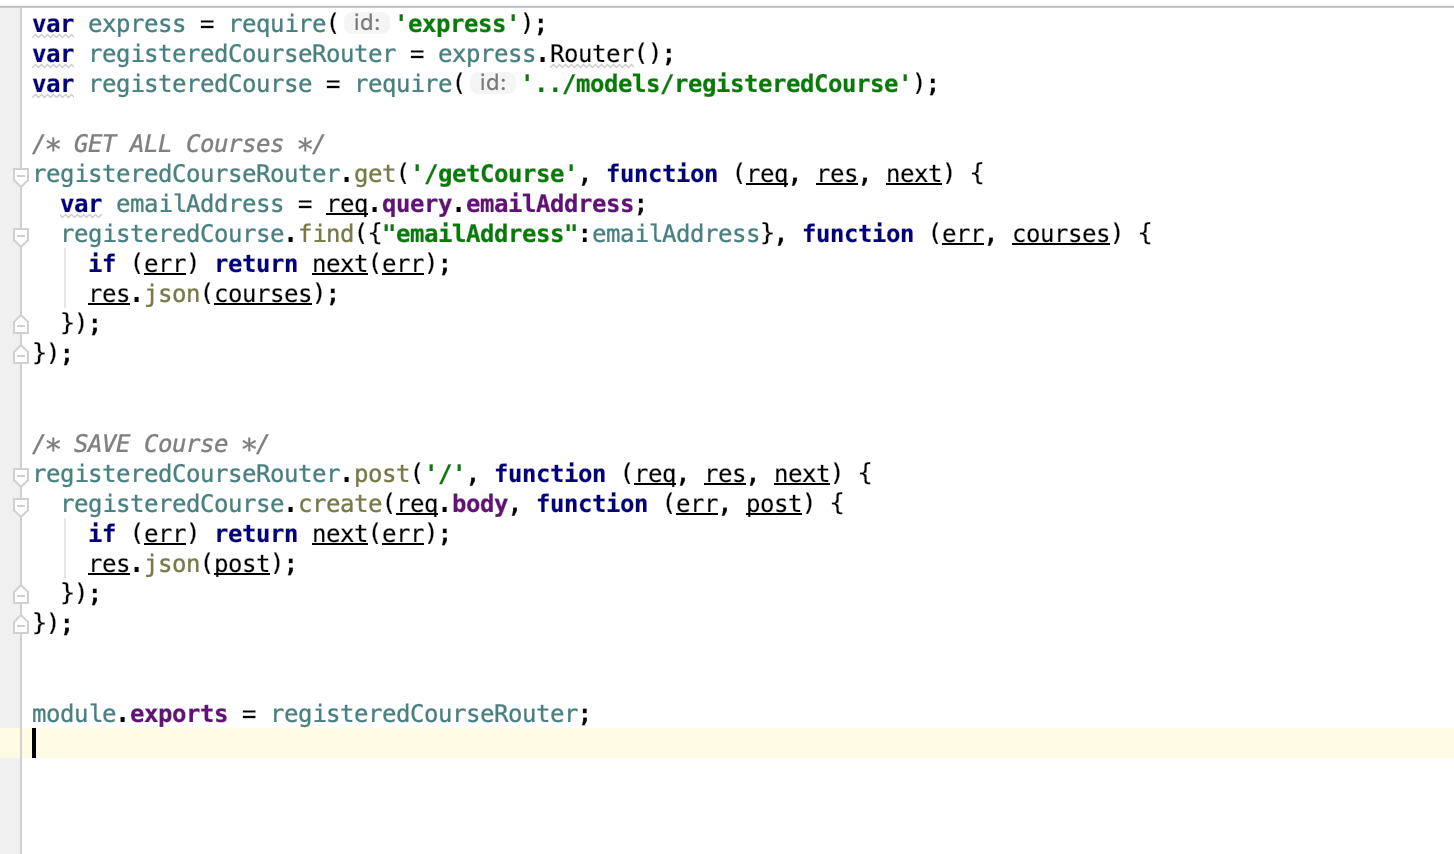 var express = require( id: 'express');
var registeredCourseRouter = express.Router();
var registeredCourse = require( id: '../models/registeredCourse');
/* GET ALL Courses */
registeredCourseRouter.get('/getCourse', function (req, res, next) {
var emailAddress = req.query.emailAddress;
registeredCourse.find({"emailAddress":emailAddress}, function (err, courses) {
if (err) return next(err);
res.json(courses);
});
});
/* SAVE Course */
registeredCourseRouter.post('/', function (req, res, next) {
registeredCourse.create(req.body, function (err, post) {
if (err) return next(err);
res.json(post);
});
});
module.exports = registeredCourseRouter;